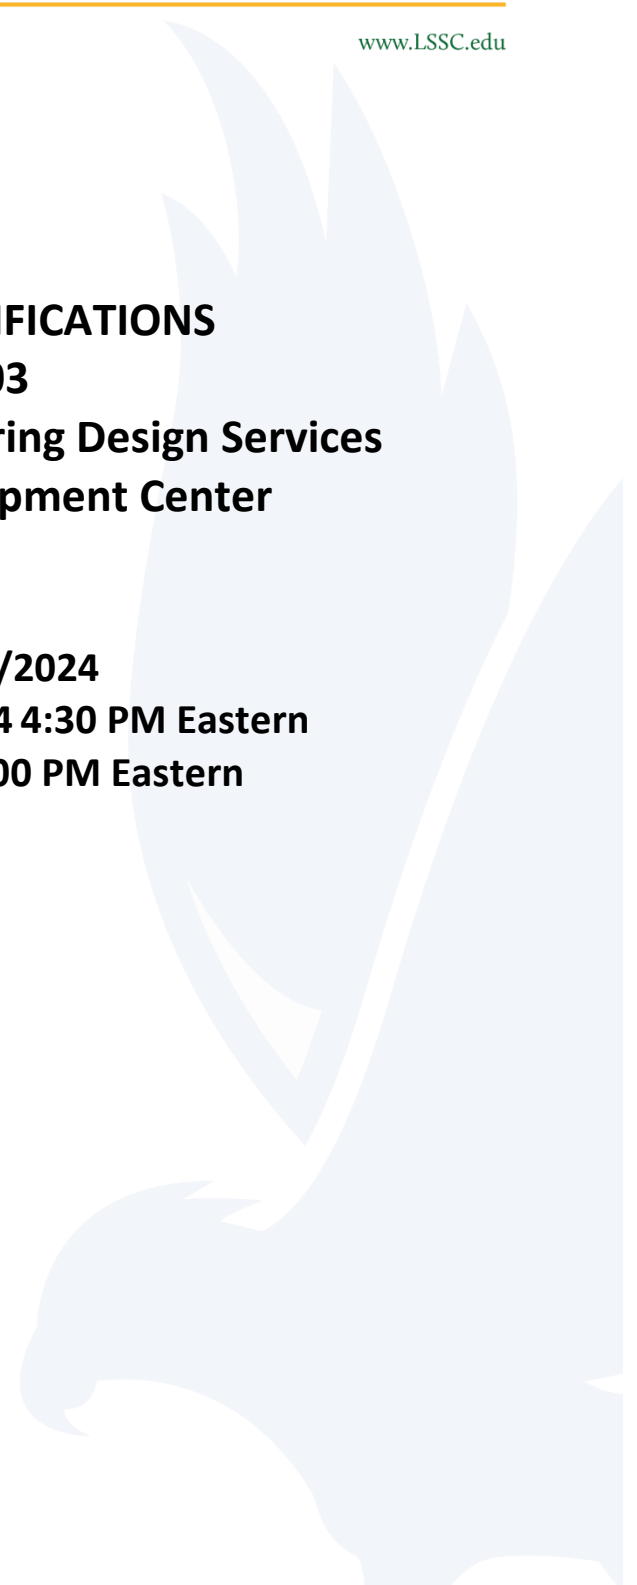 www.LSSC.edu
IFICATIONS
03
ring Design Services
pment Center
/2024
4 4:30 PM Eastern
00 PM Eastern